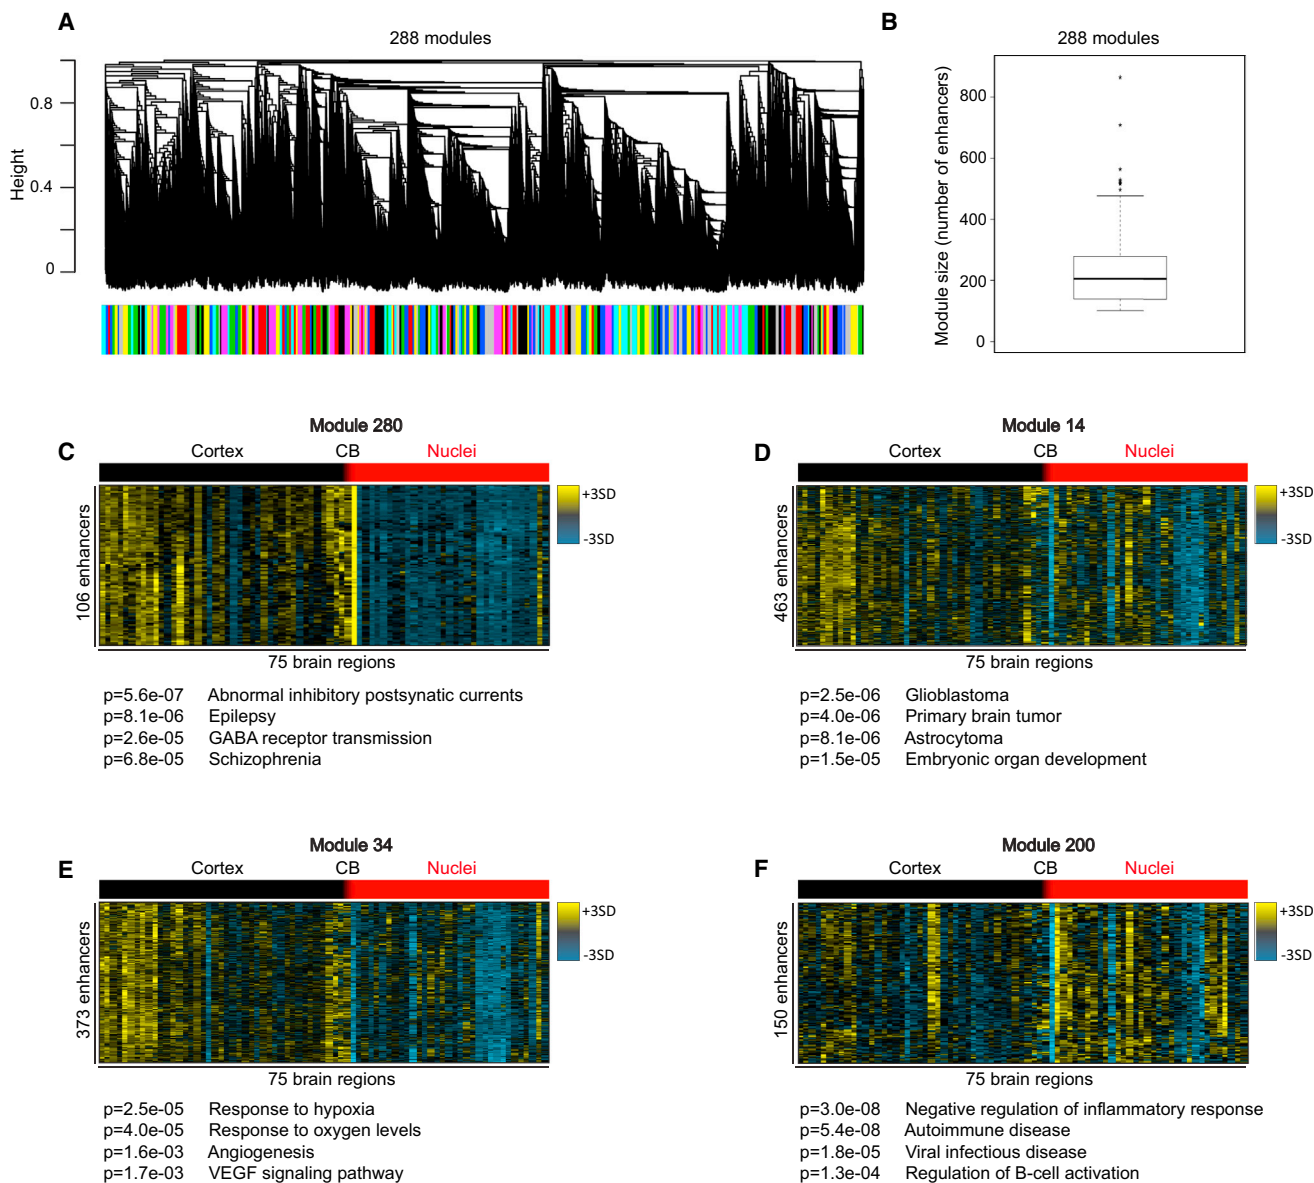 A
288 modules
Height
0.8
0.4
0
B
288 modules
Module size (number of enhancers)
800
600
400
200
0
C
Module 280
Cortex CB Nuclei
106 enhancers
+3SD
-3SD
75 brain regions
p=5.6e-07 Abnormal inhibitory postsynatic currents
p=8.1e-06 Epilepsy
p=2.6e-05 GABA receptor transmission
p=6.8e-05 Schizophrenia
D
Module 14
Cortex CB Nuclei
463 enhancers
+3SD
-3SD
75 brain regions
p=2.5e-06 Glioblastoma
p=4.0e-06 Primary brain tumor
p=8.1e-06 Astrocytoma
p=1.5e-05 Embryonic organ development
E
Module 34
Cortex CB Nuclei
373 enhancers
+3SD
-3SD
75 brain regions
p=2.5e-05 Response to hypoxia
p=4.0e-05 Response to oxygen levels
p=1.6e-03 Angiogenesis
p=1.7e-03 VEGF signaling pathway
F
Module 200
Cortex CB Nuclei
150 enhancers
+3SD
-3SD
75 brain regions
p=3.0e-08 Negative regulation of inflammatory response
p=5.4e-08 Autoimmune disease
p=1.8e-05 Viral infectious disease
p=1.3e-04 Regulation of B-cell activation